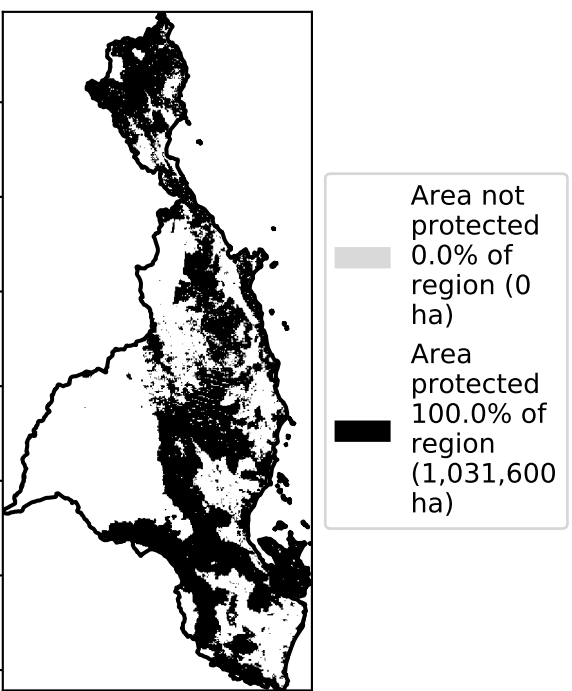 Area not
protected
0.0% of
region (0
ha)
Area
protected
100.0% of
region
(1,031,600
ha)